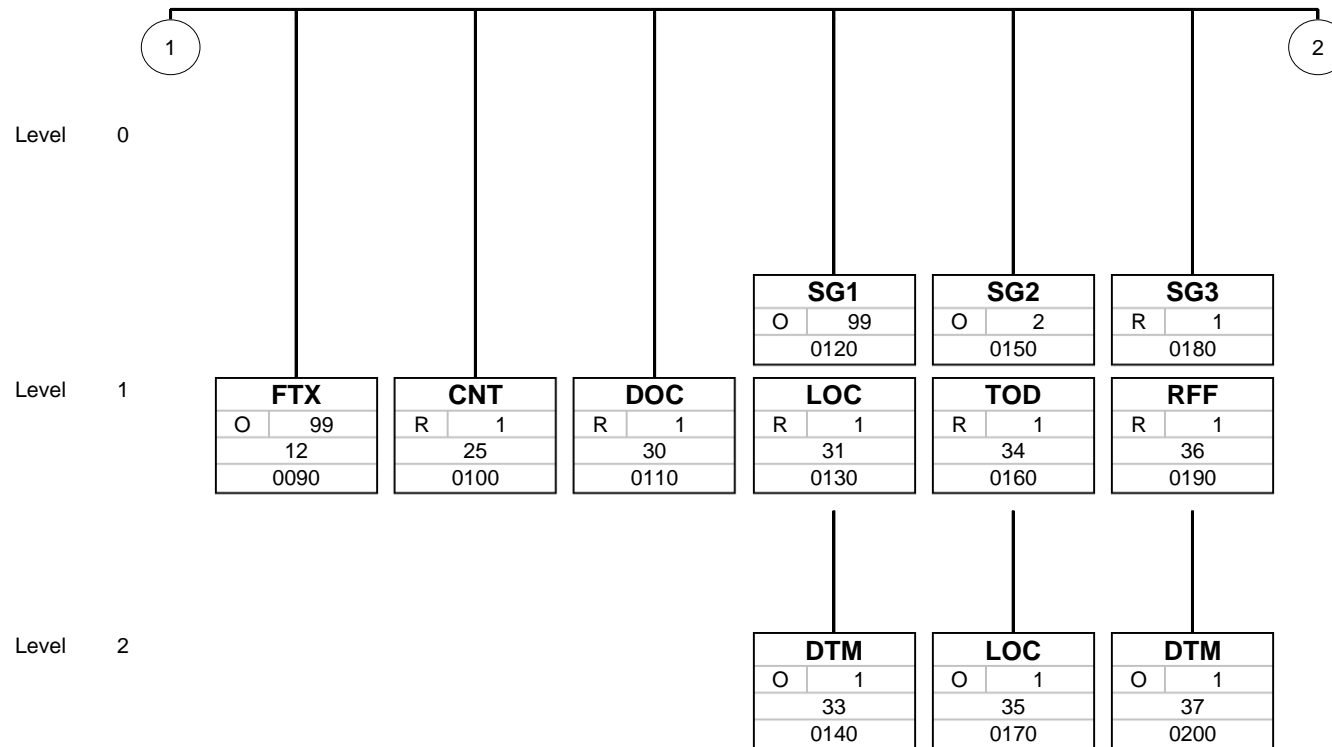 1 2
Level 0
SG1 SG2 SG3
O 99 O 2 R 1
0120 0150 0180
Level 1
FTX CNT DOC LOC TOD RFF
O 99 R 1 R 1 R 1 R 1 R 1
12 25 30 31 34 36
0090 0100 0110 0130 0160 0190
Level 2
DTM LOC DTM
O 1 O 1 O 1
33 35 37
0140 0170 0200